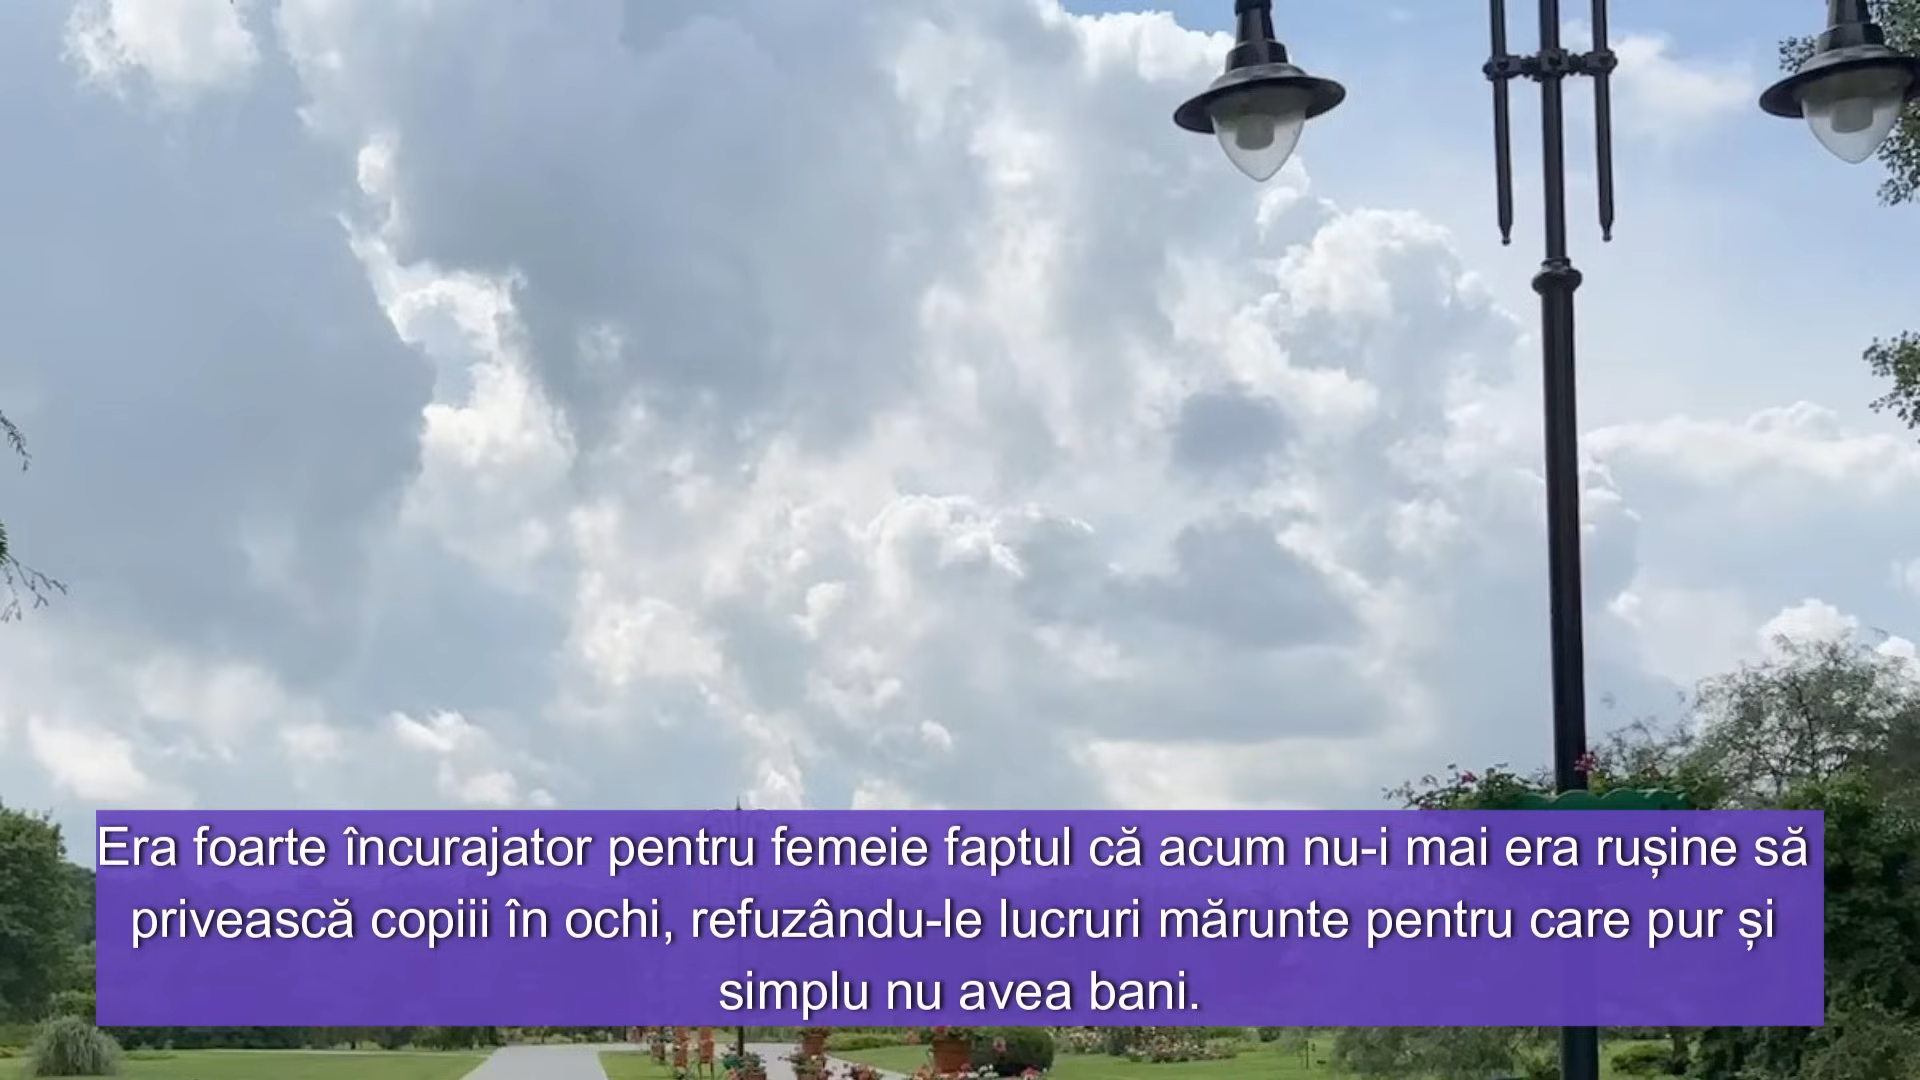 Era foarte încurajator pentru femeie faptul că acum nu-i mai era rușine să
privească copiii în ochi, refuzându-le lucruri mărunte pentru care pur și
simplu nu avea bani.